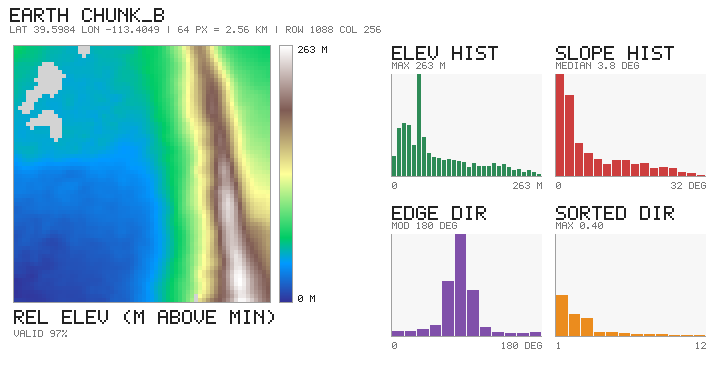 EARTH CHUNK_B
LAT 39.5984 LON -113.4049 | 64 PX = 2.56 KM | ROW 1088 COL 256
263 M
0 M
REL ELEV (M ABOVE MIN)
VALID 97%
ELEV HIST
MAX 263 M
0 263 M
SLOPE HIST
MEDIAN 3.8 DEG
0 32 DEG
EDGE DIR
MOD 180 DEG
0 180 DEG
SORTED DIR
MAX 0.40
1 12